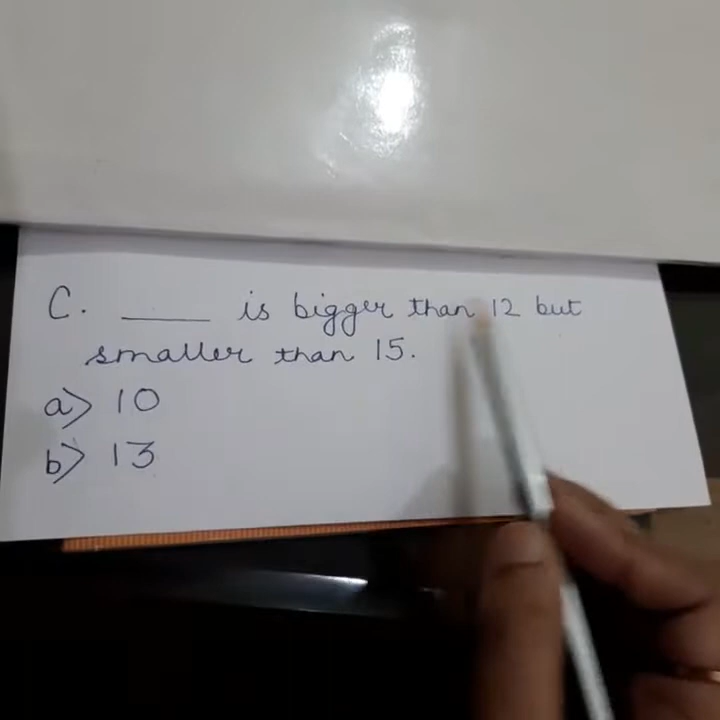 C. ____ is bigger than 12 but
smaller than 15.
a> 10
b> 13